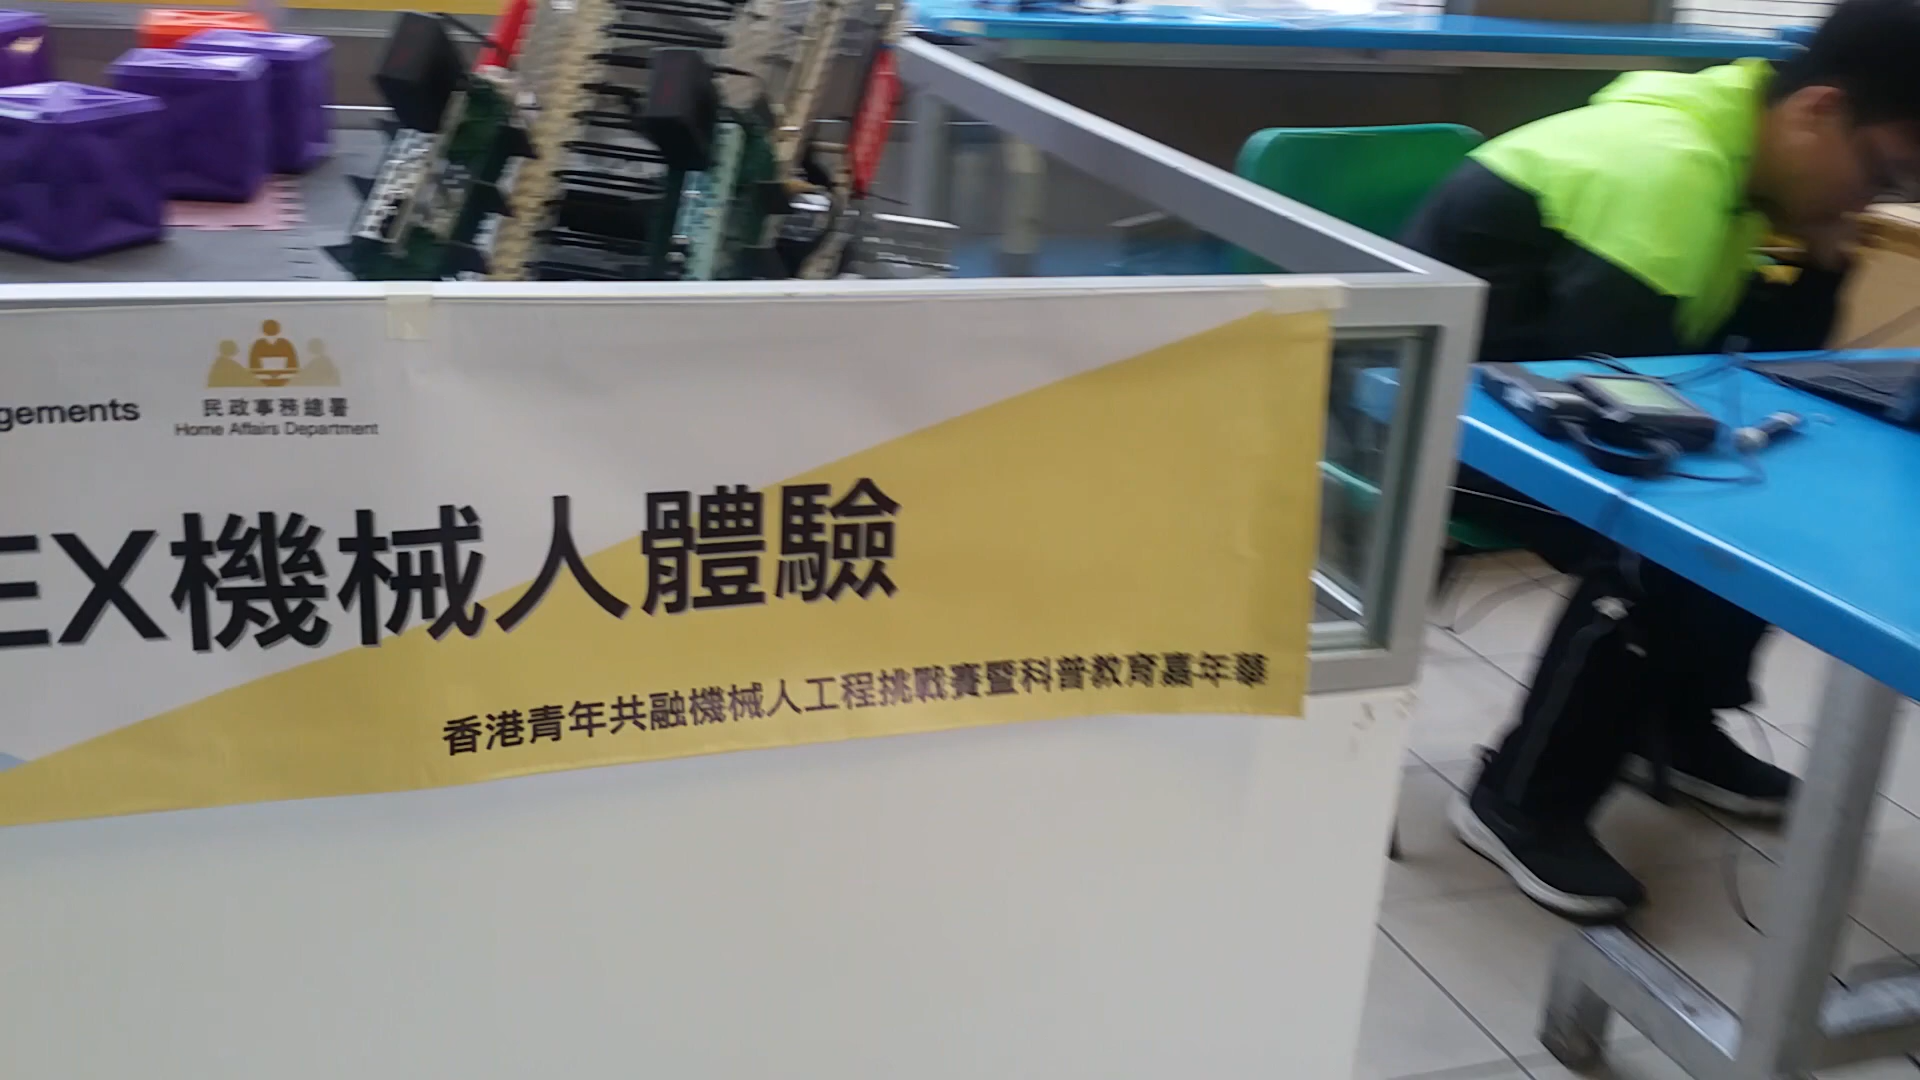 gements
民政事務總署
Home Affairs Department
EX機械人體驗
香港青年共融機械人工程挑戰賽暨科普教育嘉年華